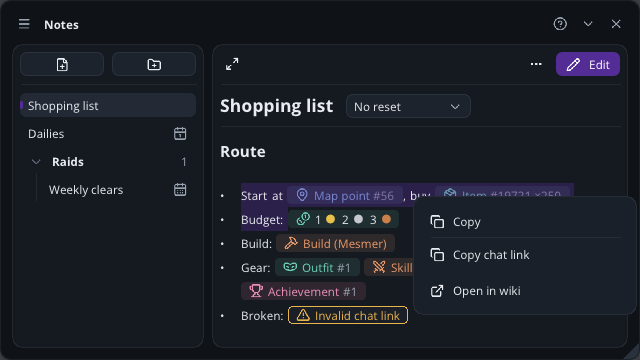 Notes
Edit
Shopping list
Dailies
Raids 1
Weekly clears
Shopping list No reset
Route
• Start at Map point #56 , buy Item #19721 ×250
• Budget: 1 2 3
• Build: Build (Mesmer)
• Gear: Outfit #1 Skill
Achievement #1
• Broken: Invalid chat link
Copy
Copy chat link
Open in wiki